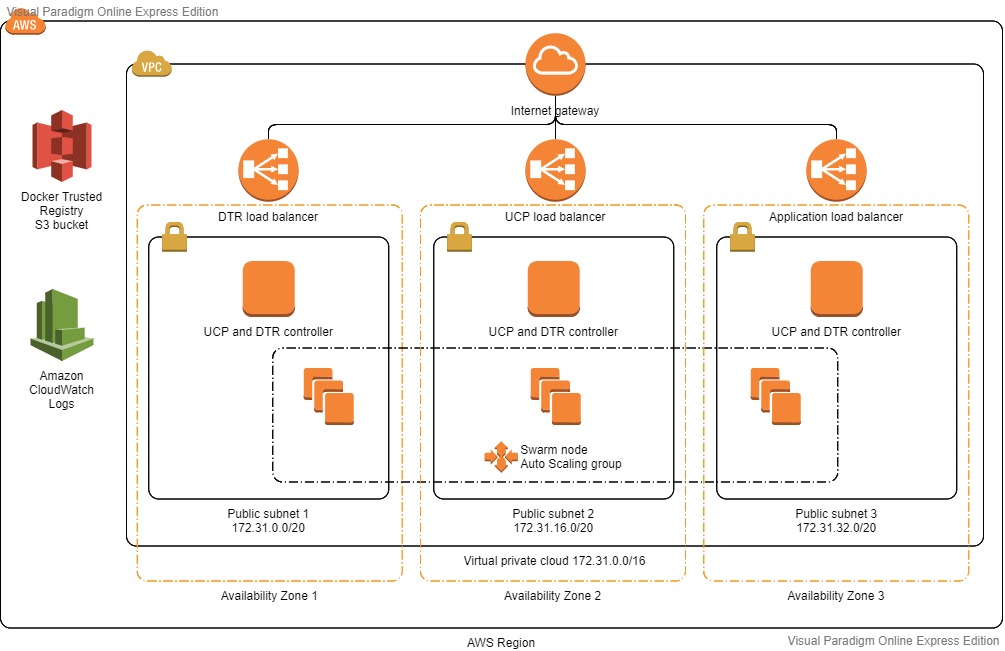 Visual Paradigm Online Express Edition
AWS
VPC
Internet gateway
Docker Trusted
Registry
S3 bucket
DTR load balancer
UCP load balancer
Application load balancer
UCP and DTR controller
UCP and DTR controller
UCP and DTR controller
Amazon
CloudWatch
Logs
Swarm node
Auto Scaling group
Public subnet 1
172.31.0.0/20
Public subnet 2
172.31.16.0/20
Public subnet 3
172.31.32.0/20
Virtual private cloud 172.31.0.0/16
Availability Zone 1
Availability Zone 2
Availability Zone 3
AWS Region
Visual Paradigm Online Express Edition